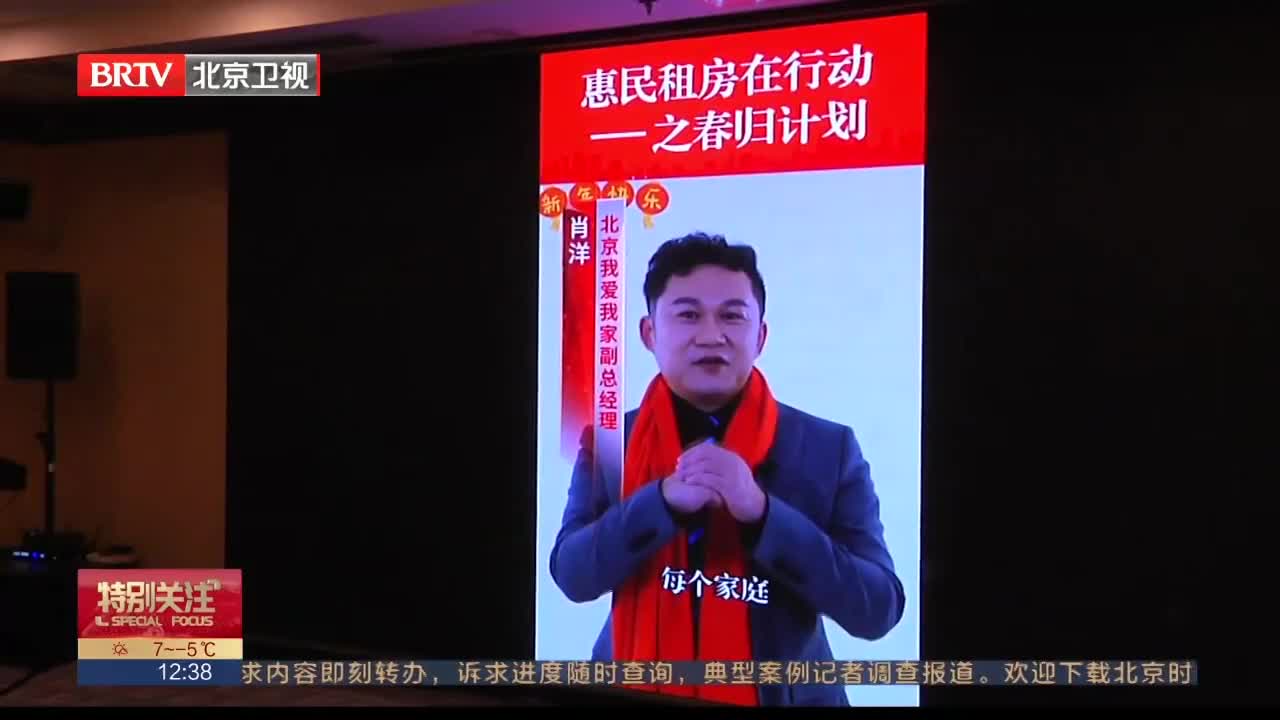 BRTV 北京卫视
惠民租房在行动
——之春归计划
新年快乐
肖洋
北京我爱我家副总经理
每个家庭
特别关注
SPECIAL FOCUS
7~-5℃
12:38
求内容即刻转办，诉求进度随时查询，典型案例记者调查报道。欢迎下载北京时